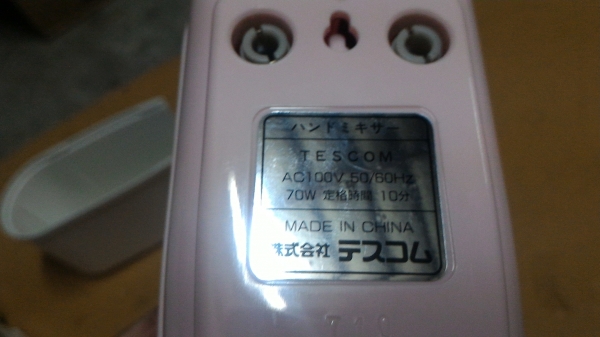 ハンドミキサー
TESCOM
AC100V 50/60Hz
70W 定格時間 10分
MADE IN CHINA
株式会社 テスコム